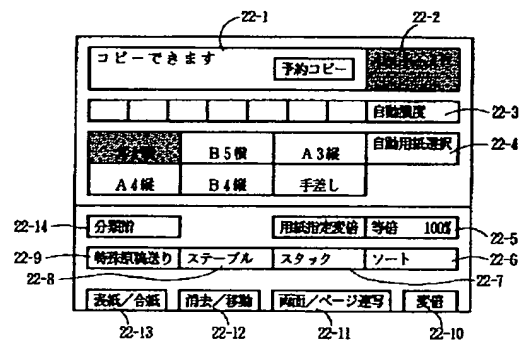 22-1
22-2
コピーできます
予約コピー
自動濃度
22-3
B5横
A3縦
自動用紙選択
22-4
A4縦
B4縦
手差し
22-14
用紙指定変倍
等倍 100%
22-5
22-9
特殊原稿送り
ステープル
スタック
ソート
22-6
22-8
22-7
表紙/合紙
消去/移動
両面/ページ連写
変倍
22-13
22-12
22-11
22-10